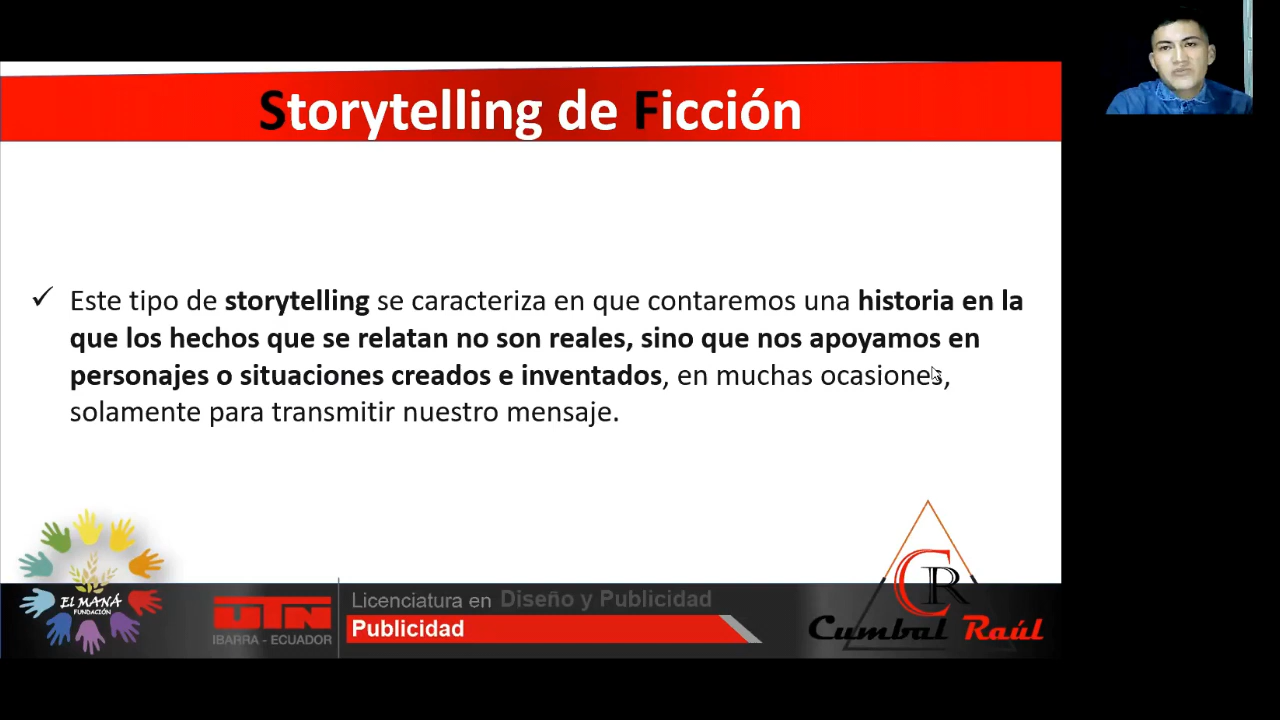 Storytelling de Ficción
✓ Este tipo de storytelling se caracteriza en que contaremos una historia en la
que los hechos que se relatan no son reales, sino que nos apoyamos en
personajes o situaciones creados e inventados, en muchas ocasiones,
solamente para transmitir nuestro mensaje.
EL MANÁ
FUNDACIÓN
UTN
IBARRA - ECUADOR
Licenciatura en Diseño y Publicidad
Publicidad
CR
Cumbal Raúl